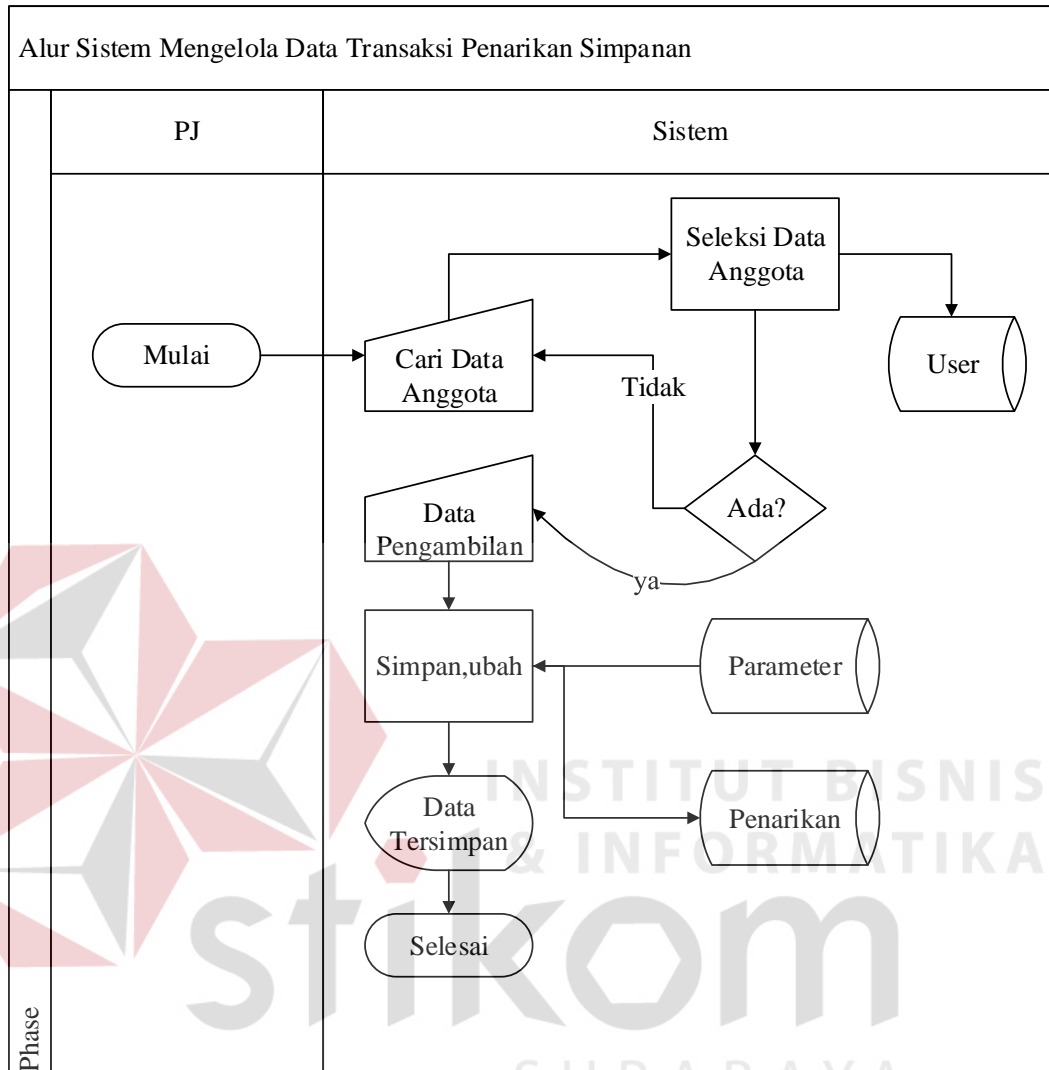 Alur Sistem Mengelola Data Transaksi Penarikan Simpanan
PJ
Sistem
Seleksi Data
Anggota
Mulai
Cari Data
Anggota
Tidak
User
Data
Pengambilan
Ada?
ya
Simpan,ubah
Parameter
INSTITUT BISNIS
Data
Tersimpan
Penarikan
& INFORMATIKA
stikom
Selesai
Phase
SURABAYA